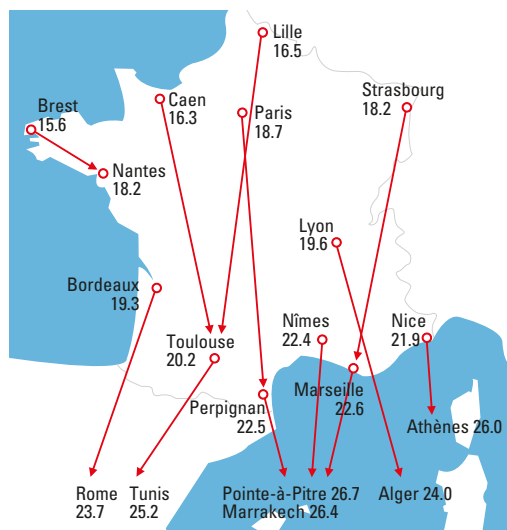 Lille
16.5
Strasbourg
18.2
Brest
15.6
Caen
16.3
Paris
18.7
Nantes
18.2
Lyon
19.6
Bordeaux
19.3
Nîmes
22.4
Nice
21.9
Toulouse
20.2
Marseille
22.6
Perpignan
22.5
Athènes 26.0
Rome
23.7
Tunis
25.2
Pointe-à-Pitre 26.7
Marrakech 26.4
Alger 24.0